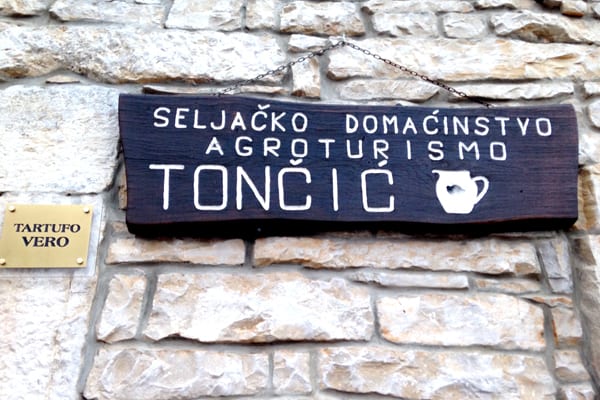 SELJAČKO DOMAĆINSTVO
AGROTURISMO
TONČIĆ
TARTUFO
VERO